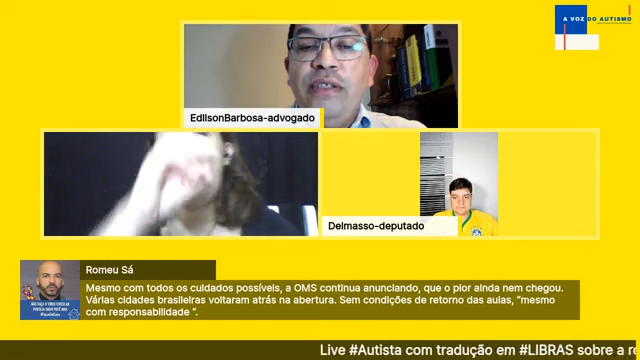 A VOZ DO AUTISMO
EdilsonBarbosa-advogado
Delmasso-deputado
Romeu Sá
Mesmo com todos os cuidados possíveis, a OMS continua anunciando, que o pior ainda nem chegou.
Várias cidades brasileiras voltaram atrás na abertura. Sem condições de retorno das aulas, “mesmo
com responsabilidade “.
Live #Autista com tradução em #LIBRAS sobre a re